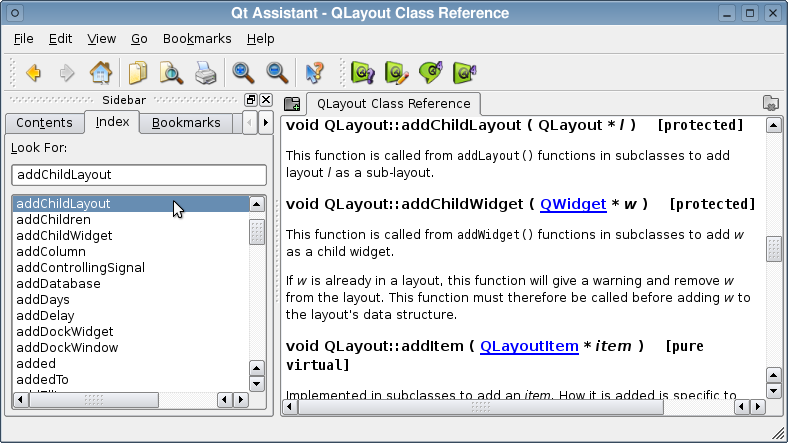 Qt Assistant - QLayout Class Reference
File Edit View Go Bookmarks Help
Sidebar
Contents Index Bookmarks
Look For:
addChildLayout
addChildLayout
addChildren
addChildWidget
addColumn
addControllingSignal
addDatabase
addDays
addDelay
addDockWidget
addDockWindow
added
addedTo
QLayout Class Reference
void QLayout::addChildLayout ( QLayout * l ) [protected]
This function is called from addLayout() functions in subclasses to add
layout l as a sub-layout.
void QLayout::addChildWidget ( QWidget * w ) [protected]
This function is called from addWidget() functions in subclasses to add w
as a child widget.
If w is already in a layout, this function will give a warning and remove w
from the layout. This function must therefore be called before adding w to
the layout's data structure.
void QLayout::addItem ( QLayoutItem * item ) [pure
virtual]
Implemented in subclasses to add an item. How it is added is specific to